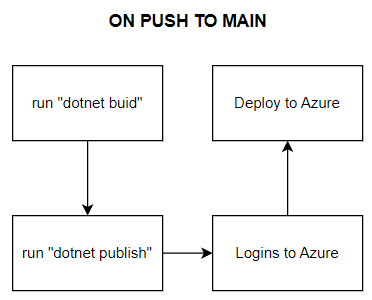 ON PUSH TO MAIN
run "dotnet buid"
Deploy to Azure
run "dotnet publish"
Logins to Azure